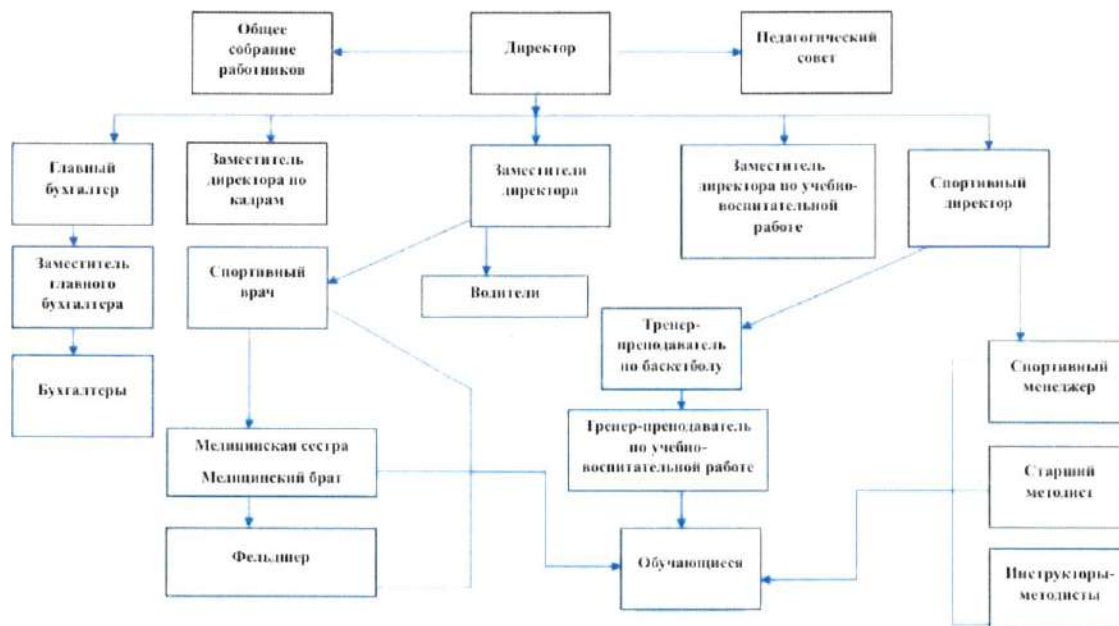 Общее
собрание
работников
Директор
Педагогический
совет
Главный
бухгалтер
Заместитель
директора по
кадрам
Заместители
директора
Заместитель
директора по учебно-
воспитательной
работе
Спортивный
директор
Заместитель
главного
бухгалтера
Спортивный
врач
Водители
Тренер-
преподаватель
по баскетболу
Спортивный
менеджер
Бухгалтеры
Тренер-преподаватель
по учебно-
воспитательной работе
Медицинская сестра
Медицинский брат
Старший
методист
Фельдшер
Обучающиеся
Инструкторы-
методисты